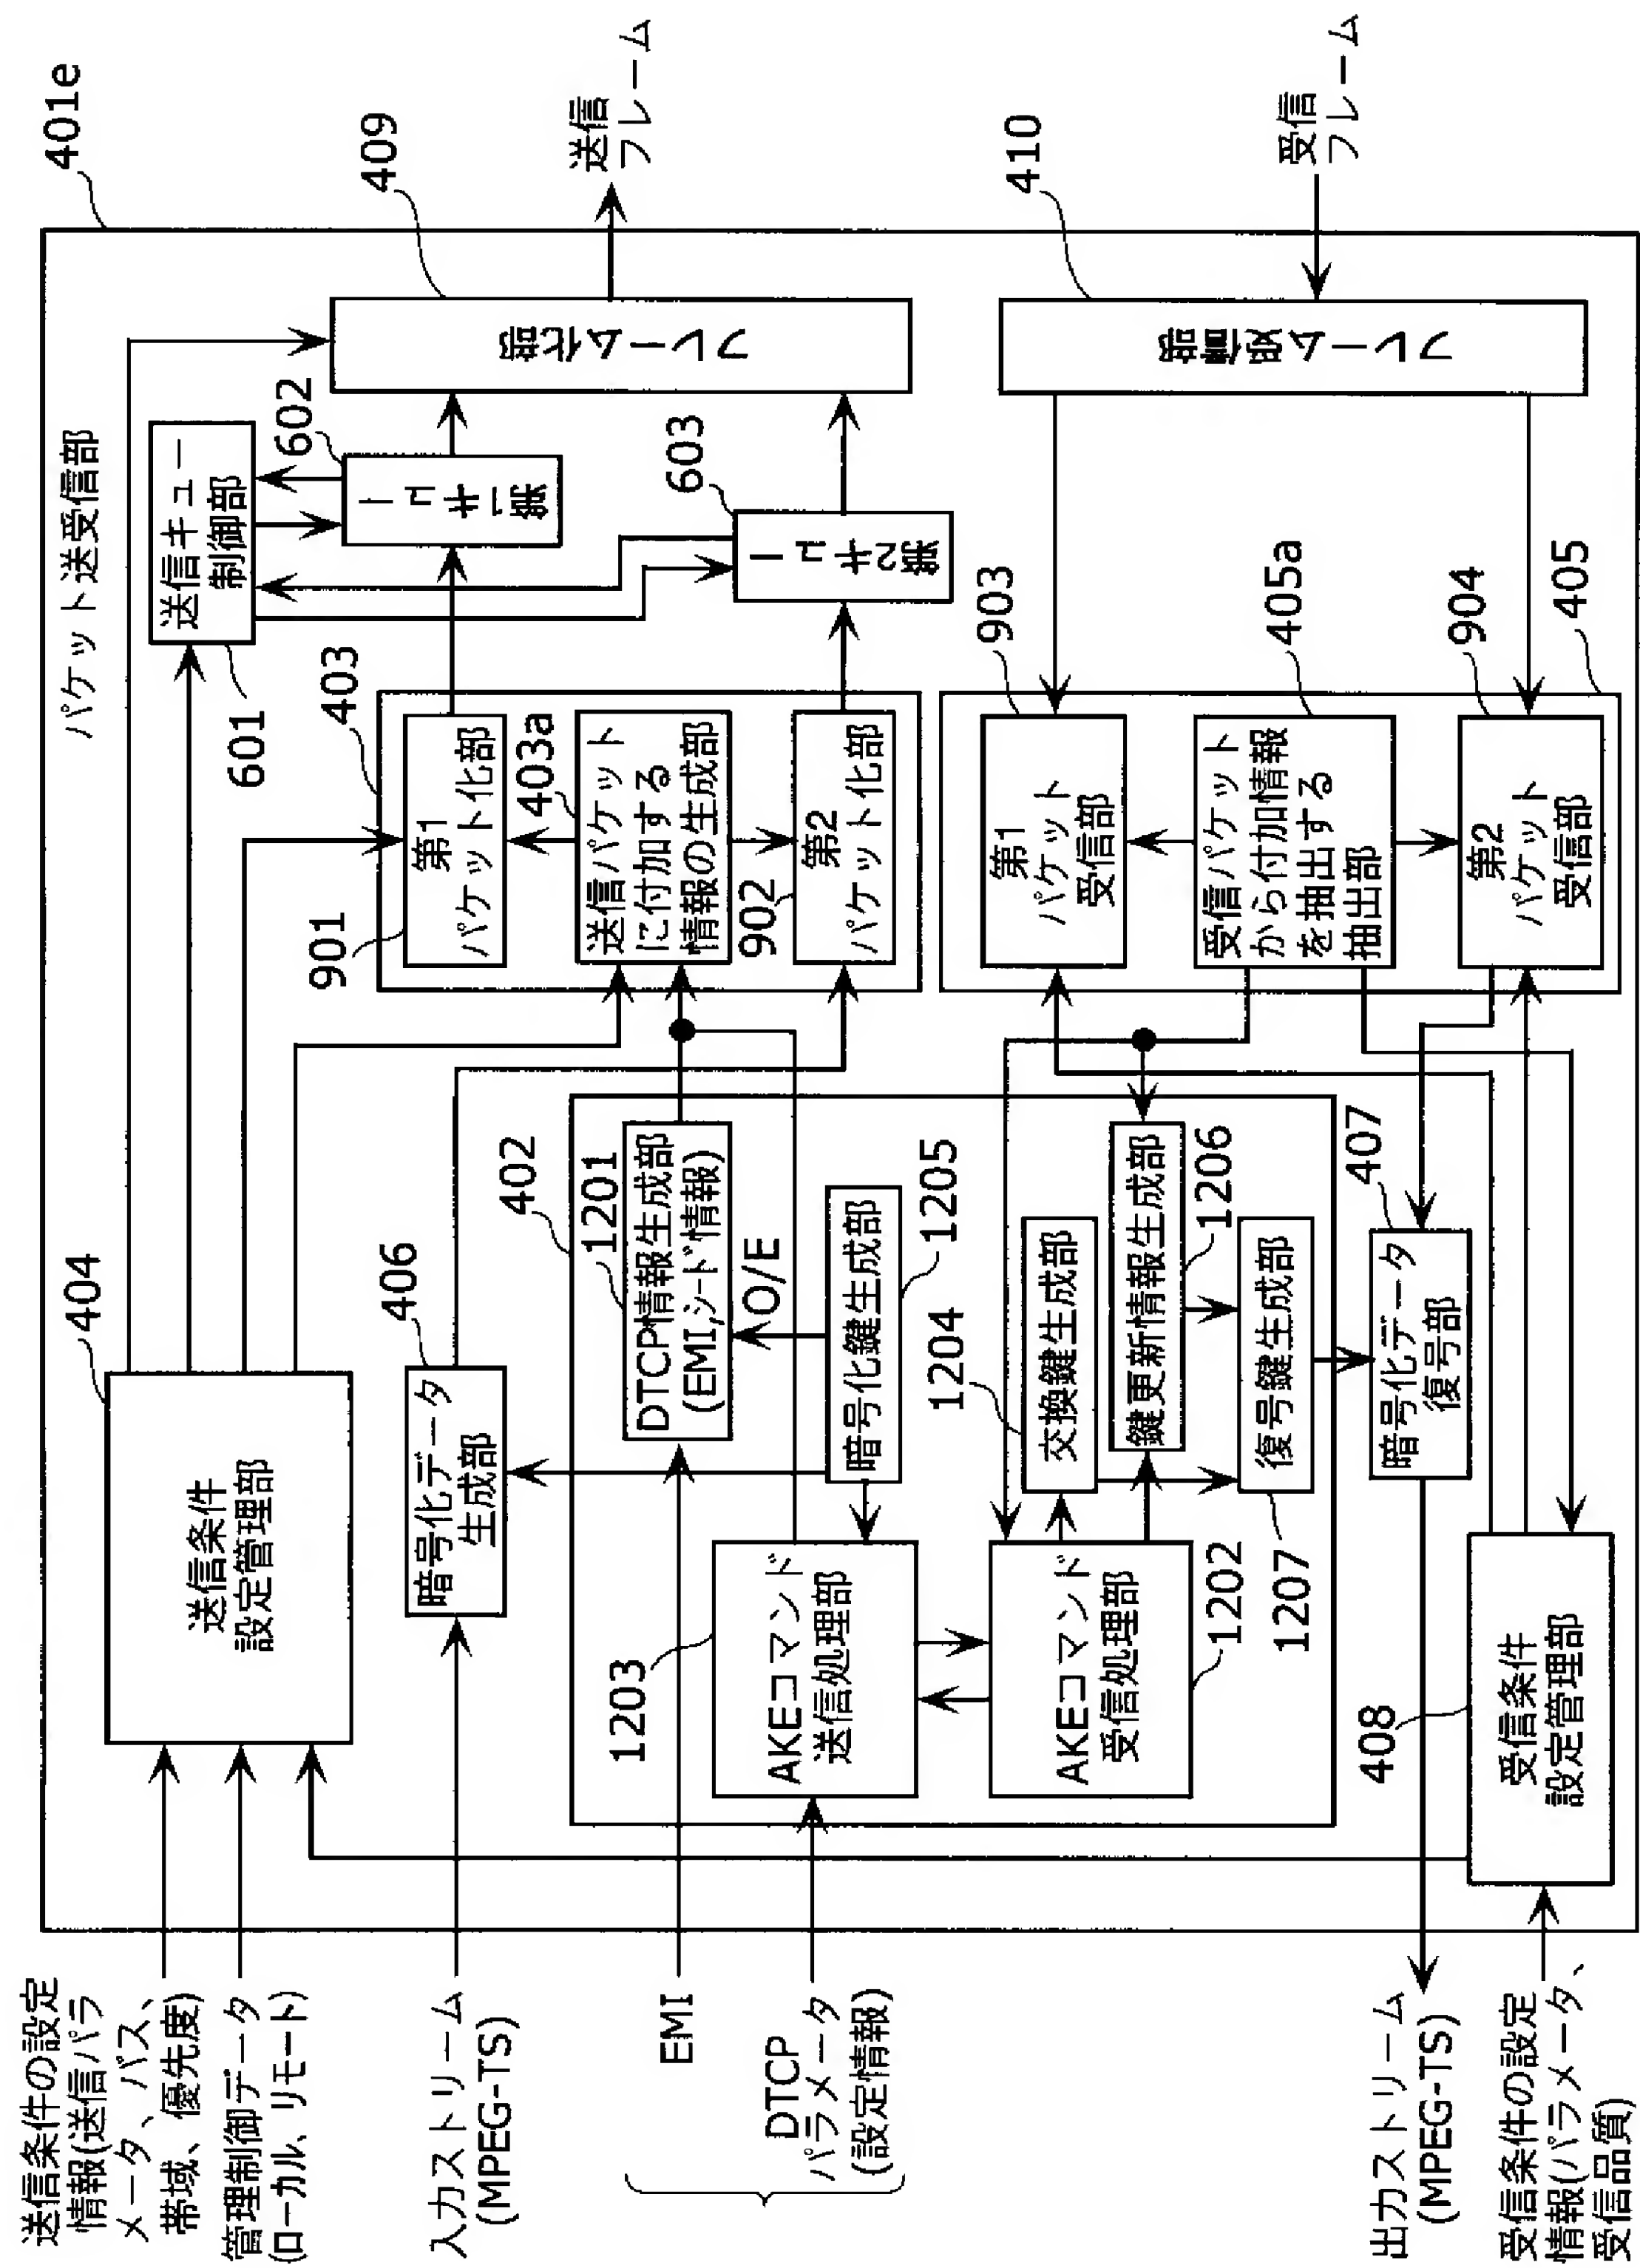 401e
パケット送受信部
送信条件の設定
情報(送信パラ
メータ、パス、
帯域、優先度)
管理制御データ
(ローカル、リモート)
404
送信条件
設定管理部
601
送信キュー
制御部
602
第1
キュ
ー
603
第2
キュ
ー
409
フレーム化部
送信
フレーム
403
901
第1
パケット化部
403a
送信パケット
に付加する
情報の生成部
902
第2
パケット化部
入力ストリーム
(MPEG-TS)
406
暗号化データ
生成部
402
EMI
DTCP
パラメータ
(設定情報)
1201
DTCP情報生成部
(EMI,シード情報)
O/E
1205
暗号化鍵生成部
1203
AKEコマンド
送信処理部
1202
AKEコマンド
受信処理部
1204
交換鍵生成部
1206
鍵更新情報生成部
1207
復号鍵生成部
410
フレーム受信部
受信
フレーム
903
第1
パケット
受信部
405a
受信パケット
から付加情報
を抽出する
抽出部
904
405
第2
パケット
受信部
407
暗号化データ
復号部
408
受信条件
設定管理部
出力ストリーム
(MPEG-TS)
受信条件の設定
情報(パラメータ、
受信品質)